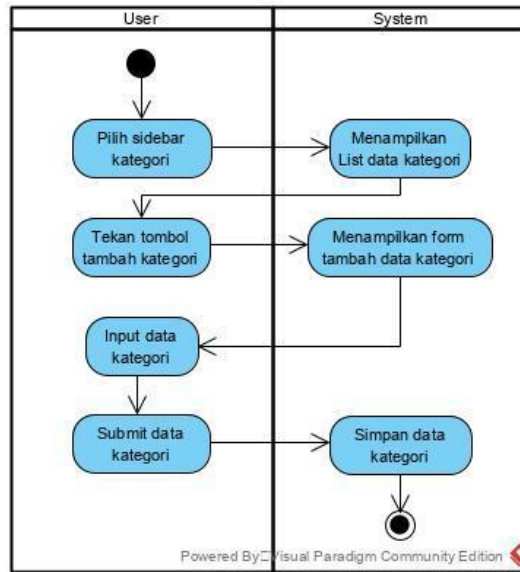 User
System
Pilih sidebar
kategori
Menampilkan
List data kategori
Tekan tombol
tambah kategori
Menampilkan form
tambah data kategori
Input data
kategori
Submit data
kategori
Simpan data
kategori
Powered By□Visual Paradigm Community Edition